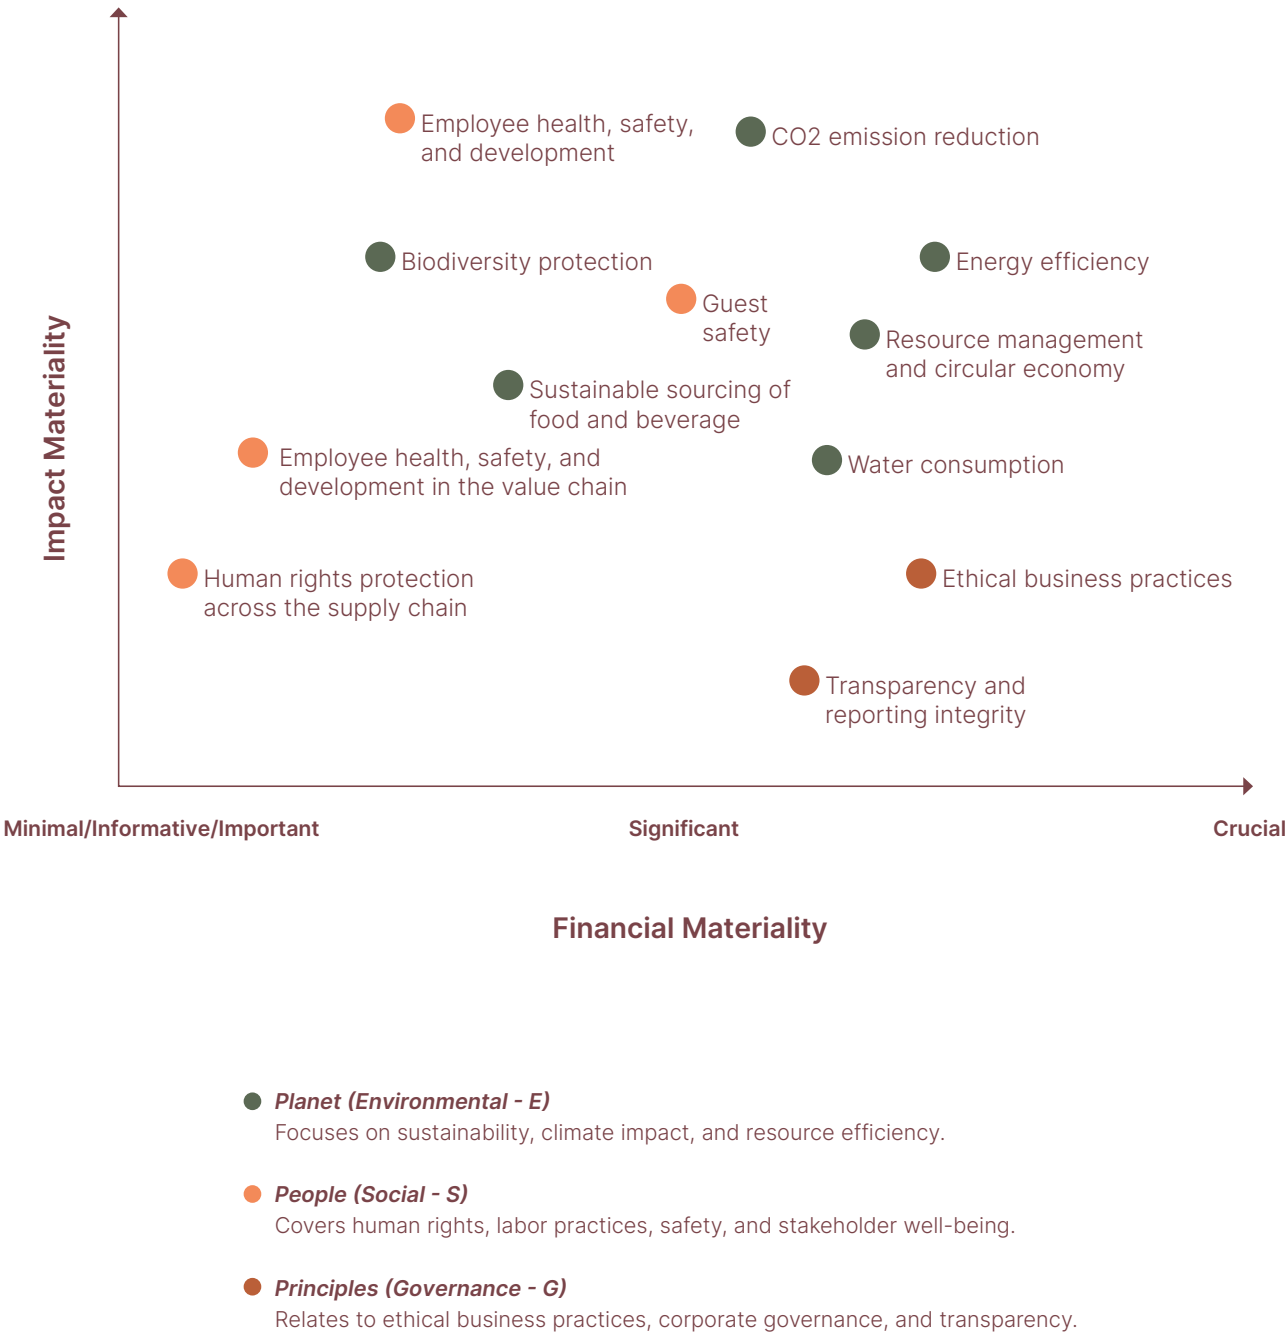 Employee health, safety,
and development
CO2 emission reduction
Biodiversity protection
Energy efficiency
Guest
safety
Resource management
and circular economy
Sustainable sourcing of
food and beverage
Employee health, safety, and
development in the value chain
Water consumption
Human rights protection
across the supply chain
Ethical business practices
Transparency and
reporting integrity
Impact Materiality
Minimal/Informative/Important
Significant
Crucial
Financial Materiality
Planet (Environmental - E)
Focuses on sustainability, climate impact, and resource efficiency.
People (Social - S)
Covers human rights, labor practices, safety, and stakeholder well-being.
Principles (Governance - G)
Relates to ethical business practices, corporate governance, and transparency.